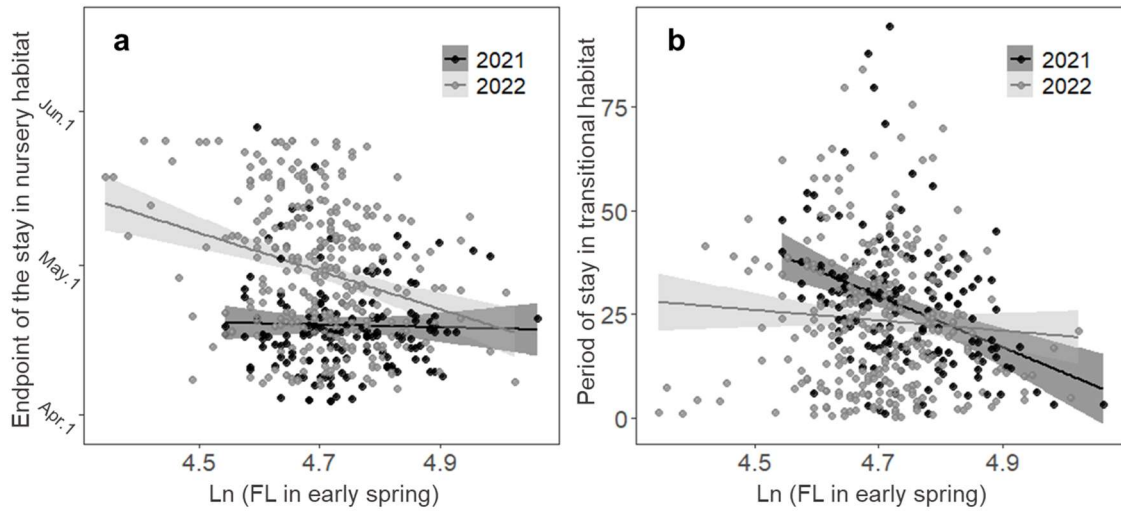 a
2021
2022
Endpoint of the stay in nursery habitat
Jun.1
May.1
Apr.1
4.5 4.7 4.9
Ln (FL in early spring)
b
2021
2022
Period of stay in transitional habitat
75
50
25
0
4.5 4.7 4.9
Ln (FL in early spring)